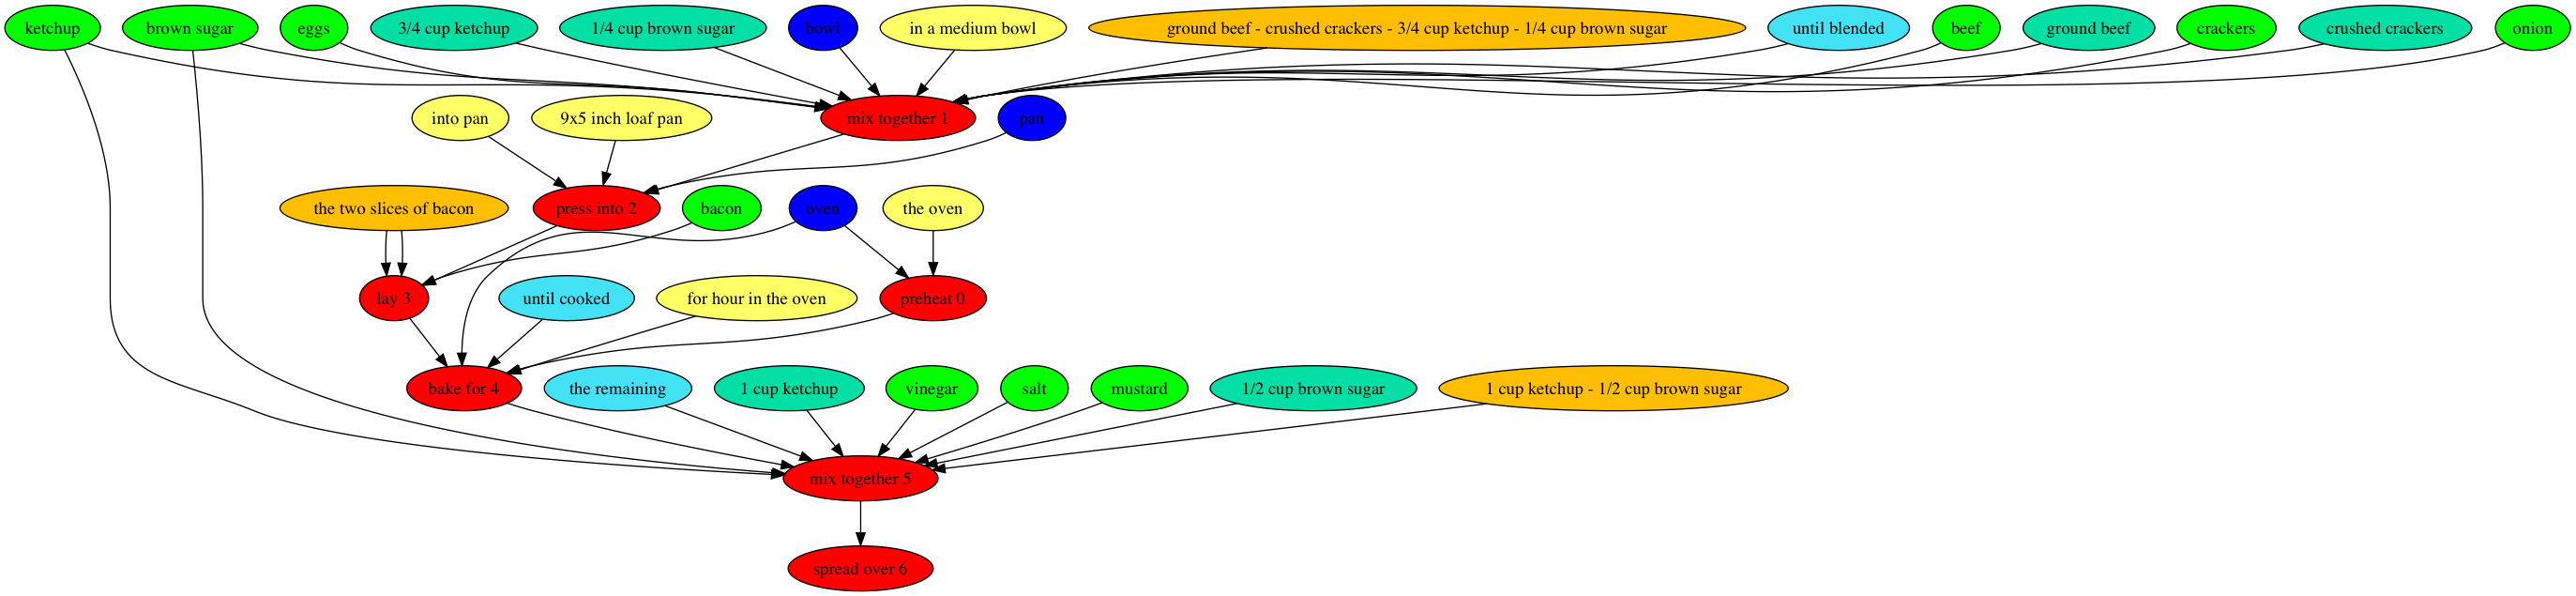 ketchup
brown sugar
eggs
3/4 cup ketchup
1/4 cup brown sugar
bowl
in a medium bowl
ground beef - crushed crackers - 3/4 cup ketchup - 1/4 cup brown sugar
until blended
beef
ground beef
crackers
crushed crackers
onion
into pan
9x5 inch loaf pan
mix together 1
pan
the two slices of bacon
press into 2
bacon
oven
the oven
lay 3
until cooked
for hour in the oven
preheat 0
bake for 4
the remaining
1 cup ketchup
vinegar
salt
mustard
1/2 cup brown sugar
1 cup ketchup - 1/2 cup brown sugar
mix together 5
spread over 6